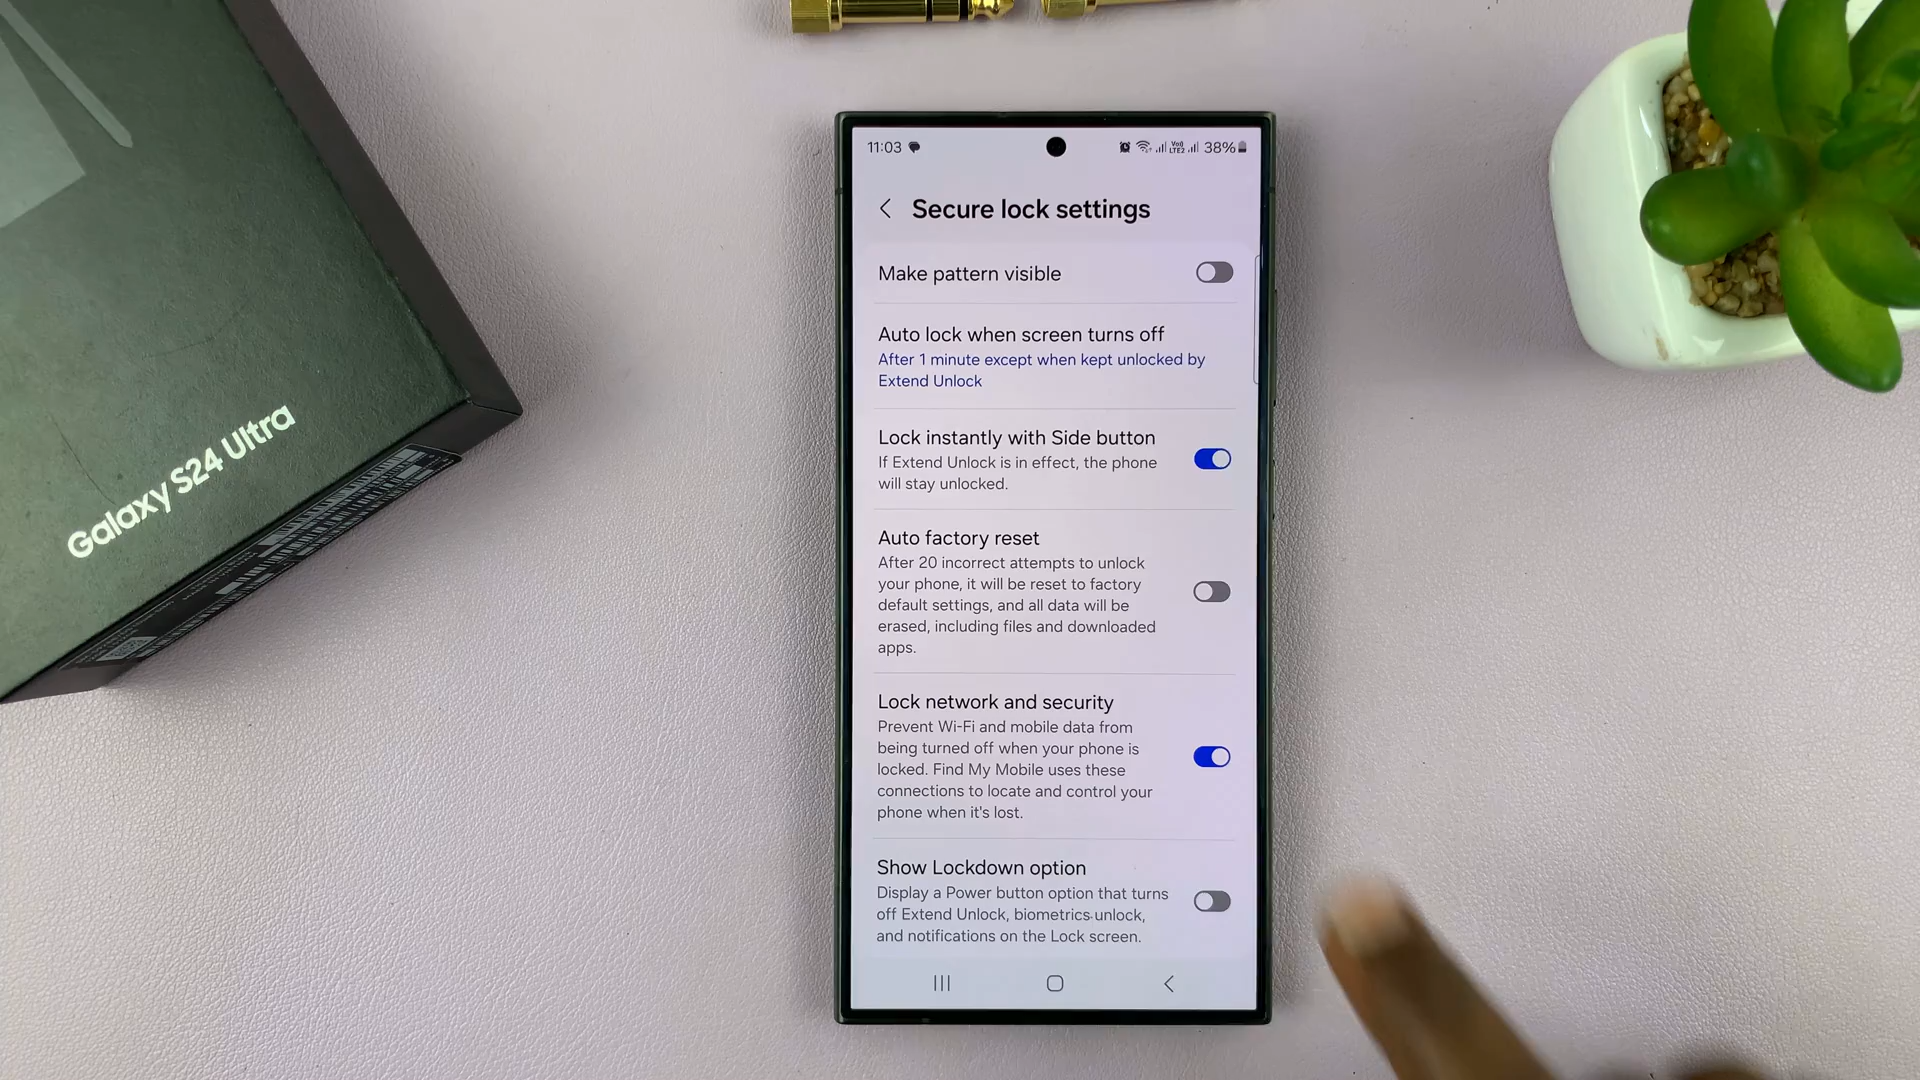 Galaxy S24 Ultra
11:03
Vo)) LTE2
38%
Secure lock settings
Make pattern visible
Auto lock when screen turns off
After 1 minute except when kept unlocked by
Extend Unlock
Lock instantly with Side button
If Extend Unlock is in effect, the phone
will stay unlocked.
Auto factory reset
After 20 incorrect attempts to unlock
your phone, it will be reset to factory
default settings, and all data will be
erased, including files and downloaded
apps.
Lock network and security
Prevent Wi-Fi and mobile data from
being turned off when your phone is
locked. Find My Mobile uses these
connections to locate and control your
phone when it's lost.
Show Lockdown option
Display a Power button option that turns
off Extend Unlock, biometrics unlock,
and notifications on the Lock screen.